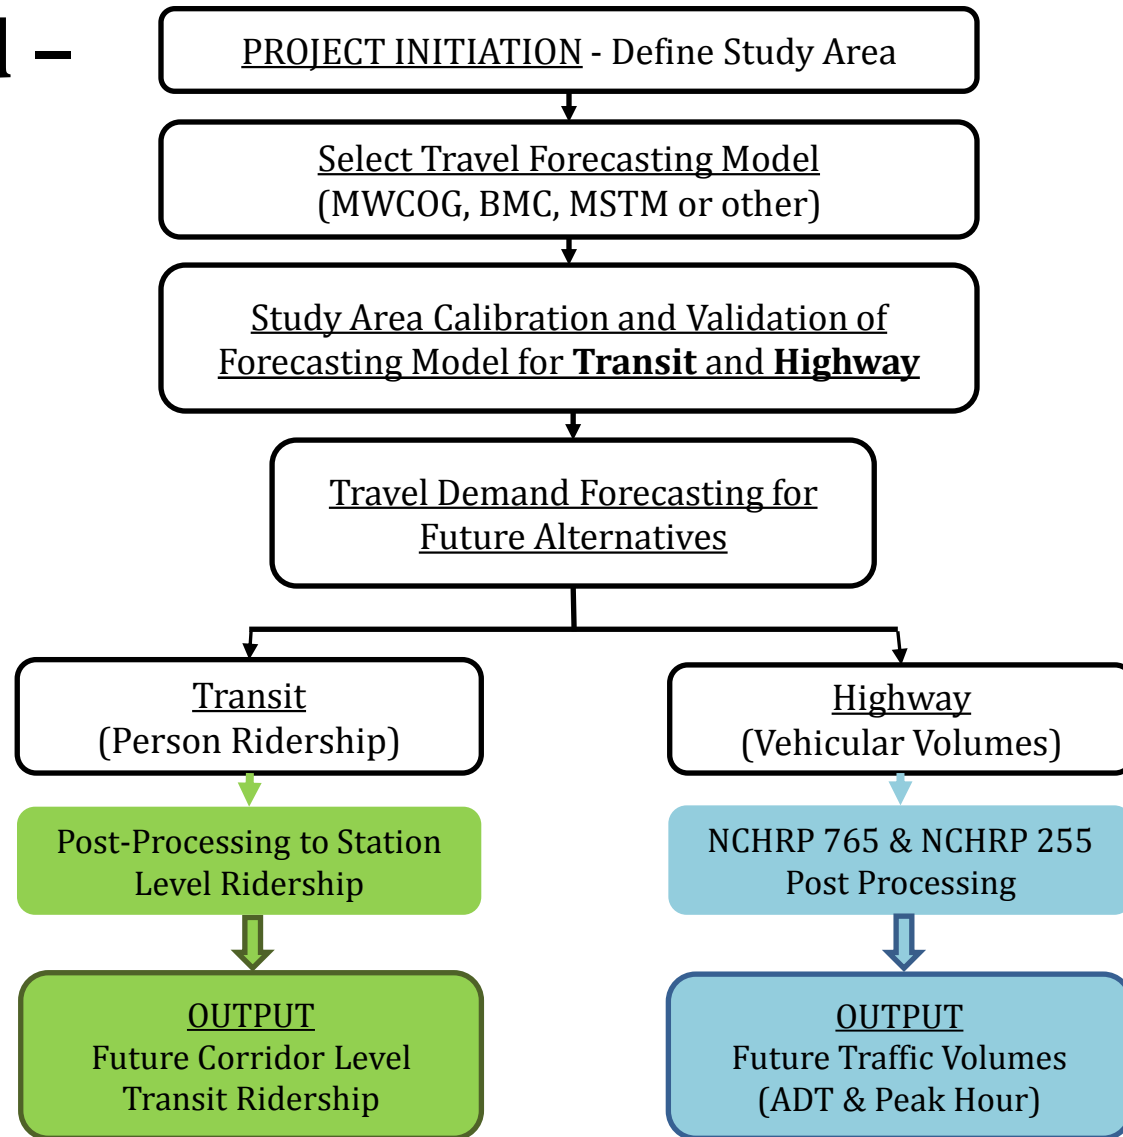 PROJECT INITIATION - Define Study Area
Select Travel Forecasting Model
(MWCOG, BMC, MSTM or other)
Study Area Calibration and Validation of
Forecasting Model for Transit and Highway
Travel Demand Forecasting for
Future Alternatives
Transit
(Person Ridership)
Highway
(Vehicular Volumes)
Post-Processing to Station
Level Ridership
NCHRP 765 & NCHRP 255
Post Processing
OUTPUT
Future Corridor Level
Transit Ridership
OUTPUT
Future Traffic Volumes
(ADT & Peak Hour)